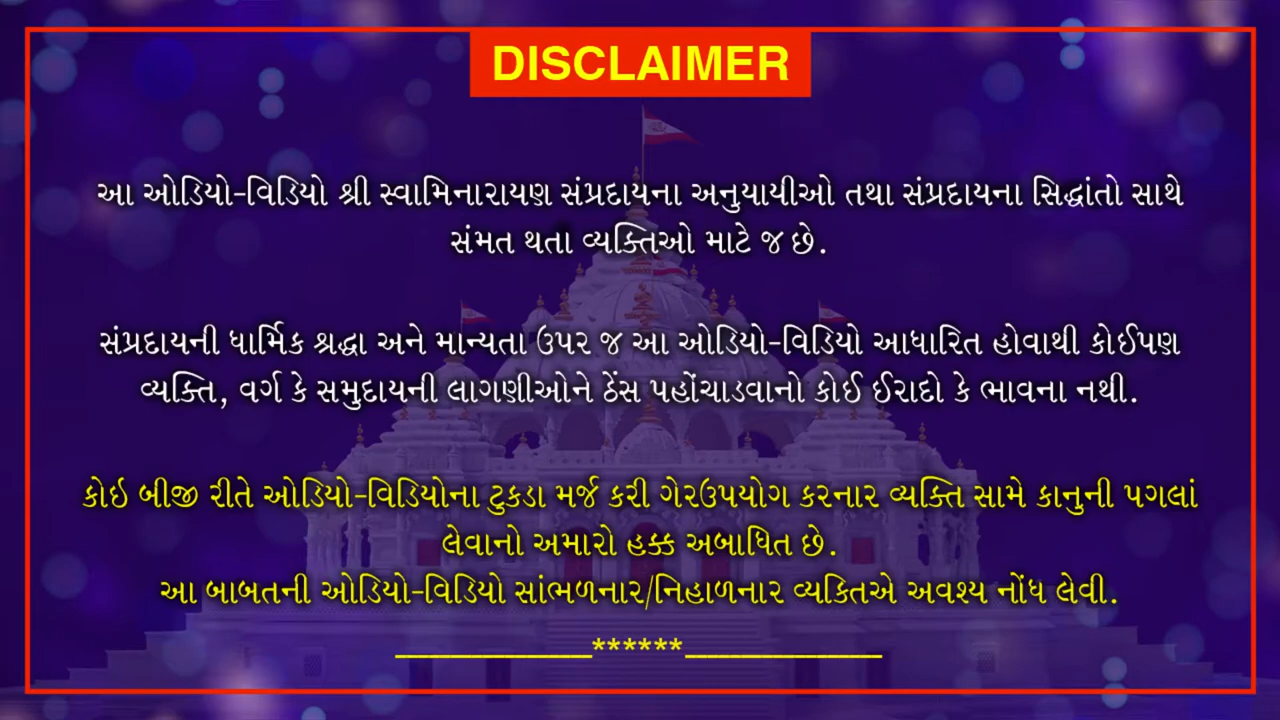 DISCLAIMER
આ ઓડિયો-વિડિયો શ્રી સ્વામિનારાયણ સંપ્રદાયના અનુયાયીઓ તથા સંપ્રદાયના સિદ્ધાંતો સાથે
સંમત થતા વ્યક્તિઓ માટે જ છે.
સંપ્રદાયની ધાર્મિક શ્રદ્ધા અને માન્યતા ઉપર જ આ ઓડિયો-વિડિયો આધારિત હોવાથી કોઈપણ
વ્યક્તિ, વર્ગ કે સમુદાયની લાગણીઓને ઠેંસ પહોંચાડવાનો કોઈ ઈરાદો કે ભાવના નથી.
કોઇ બીજી રીતે ઓડિયો-વિડિયોના ટુકડા મર્જ કરી ગેરઉપયોગ કરનાર વ્યક્તિ સામે કાનુની પગલાં
લેવાનો અમારો હક્ક અબાધિત છે.
આ બાબતની ઓડિયો-વિડિયો સાંભળનાર/નિહાળનાર વ્યકિતએ અવશ્ય નોંધ લેવી.
______________******______________